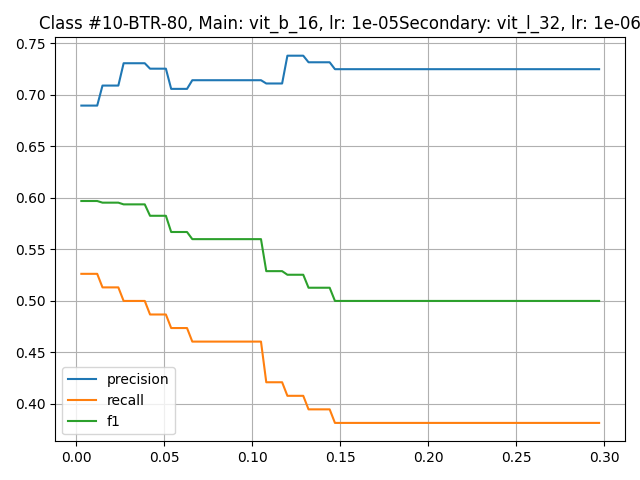 Class #10-BTR-80, Main: vit_b_16, lr: 1e-05Secondary: vit_l_32, lr: 1e-06
0.75
0.70
0.65
0.60
0.55
0.50
0.45
0.40
precision
recall
f1
0.00 0.05 0.10 0.15 0.20 0.25 0.30